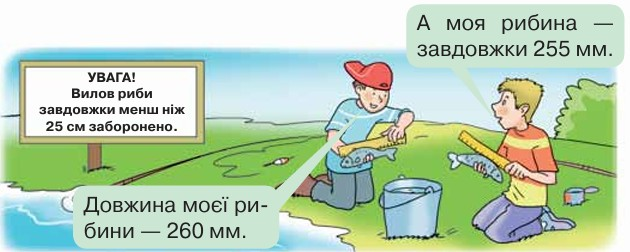 А моя рибина —
завдовжки 255 мм.
УВАГА!
Вилов риби
завдовжки менш ніж
25 см заборонено.
Довжина моєї ри-
бини — 260 мм.